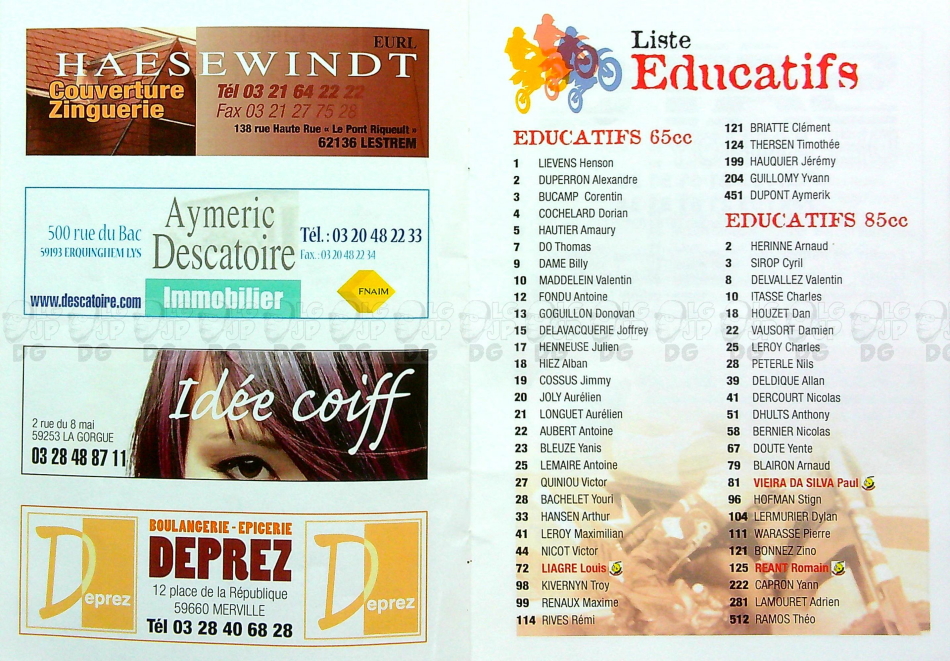 EURL
HAESEWINDT
Couverture
Zinguerie
Tél 03 21 64 22 22
Fax 03 21 27 75 28
138 rue Haute Rue « Le Pont Riqueult »
62136 LESTREM
500 rue du Bac
59193 ERQUINGHEM LYS
Aymeric
Descatoire
Tél. : 03 20 48 22 33
Fax. : 03 20 48 22 34
www.descatoire.com
Immobilier
FNAIM
Idée coiff
2 rue du 8 mai
59253 LA GORGUE
03 28 48 87 11
Deprez
BOULANGERIE - EPICERIE
DEPREZ
12 place de la République
59660 MERVILLE
Tél 03 28 40 68 28
Deprez
Liste
Educatifs
EDUCATIFS 65cc
1 LIEVENS Henson
2 DUPERRON Alexandre
3 BUCAMP Corentin
4 COCHELARD Dorian
5 HAUTIER Amaury
7 DO Thomas
9 DAME Billy
10 MADDELEIN Valentin
12 FONDU Antoine
13 GOGUILLON Donovan
15 DELAVACQUERIE Joffrey
17 HENNEUSE Julien
18 HIEZ Alban
19 COSSUS Jimmy
20 JOLY Aurélien
21 LONGUET Aurélien
22 AUBERT Antoine
23 BLEUZE Yanis
25 LEMAIRE Antoine
27 QUINIOU Victor
28 BACHELET Youri
33 HANSEN Arthur
41 LEROY Maximilian
44 NICOT Victor
72 LIAGRE Louis
98 KIVERNYN Troy
99 RENAUX Maxime
114 RIVES Rémi
121 BRIATTE Clément
124 THERSEN Timothée
199 HAUQUIER Jérémy
204 GUILLOMY Yvann
451 DUPONT Aymerik
EDUCATIFS 85cc
2 HERINNE Arnaud
3 SIROP Cyril
8 DELVALLEZ Valentin
10 ITASSE Charles
18 HOUZET Dan
22 VAUSORT Damien
25 LEROY Charles
28 PETERLE Nils
39 DELDIQUE Allan
41 DERCOURT Nicolas
51 DHULTS Anthony
58 BERNIER Nicolas
67 DOUTE Yente
79 BLAIRON Arnaud
81 VIEIRA DA SILVA Paul
96 HOFMAN Stign
104 LERMURIER Dylan
111 WARASSE Pierre
121 BONNEZ Zino
125 REANT Romain
222 CAPRON Yann
281 LAMOURET Adrien
512 RAMOS Théo